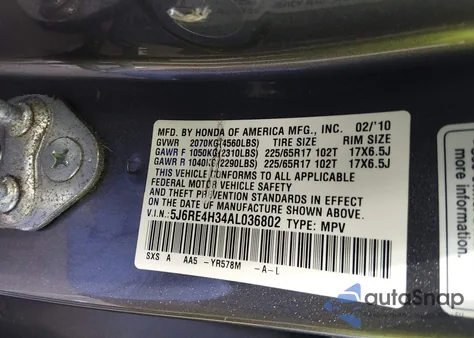 MFD. BY HONDA OF AMERICA MFG., INC. 02/'10
GVWR 2070KG(4560LBS) TIRE SIZE RIM SIZE
GAWR F 1050KG(2310LBS) 225/65R17 102T 17X6.5J
GAWR R 1040KG(2290LBS) 225/65R17 102T 17X6.5J
THIS VEHICLE CONFORMS TO ALL APPLICABLE
FEDERAL MOTOR VEHICLE SAFETY
AND THEFT PREVENTION STANDARDS IN EFFECT
ON THE DATE OF MANUFACTURE SHOWN ABOVE.
V.I.N.:5J6RE4H34AL036802 TYPE: MPV
SXS A AA5 -YR578M -A-L
autoSnap